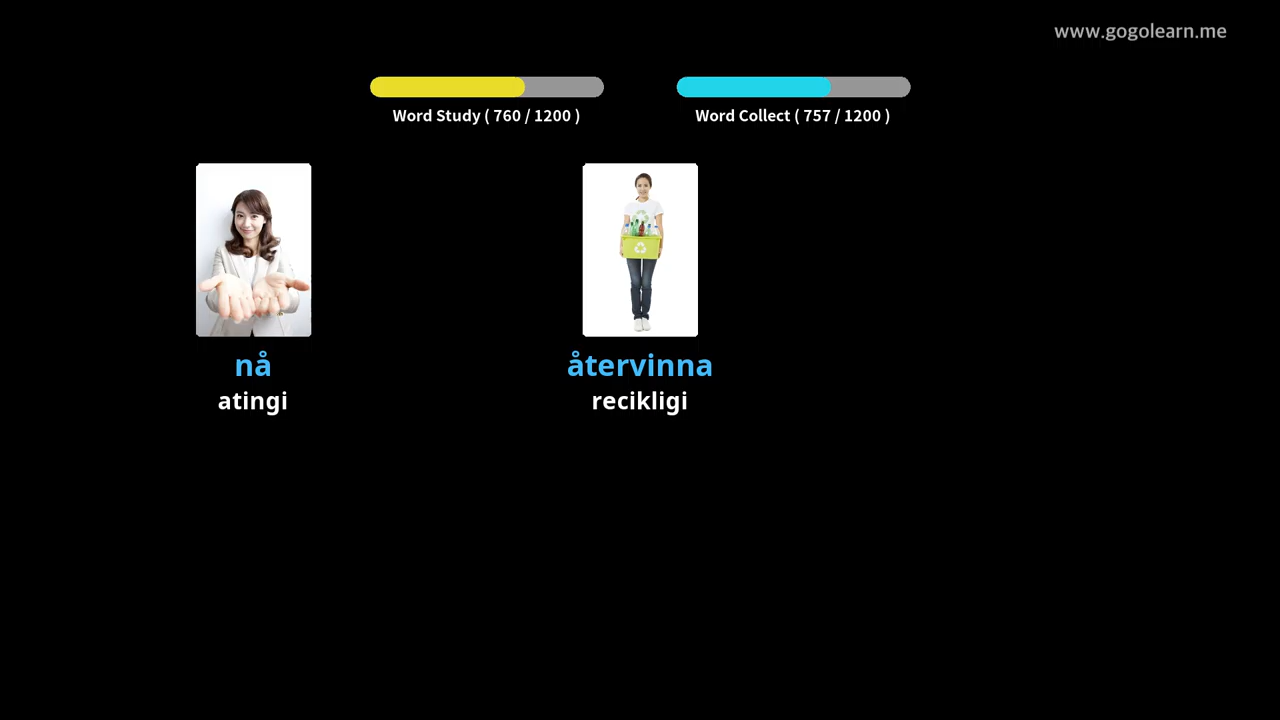 www.gogolearn.me
Word Study ( 760 / 1200 )
Word Collect ( 757 / 1200 )
nå
atingi
återvinna
recikligi